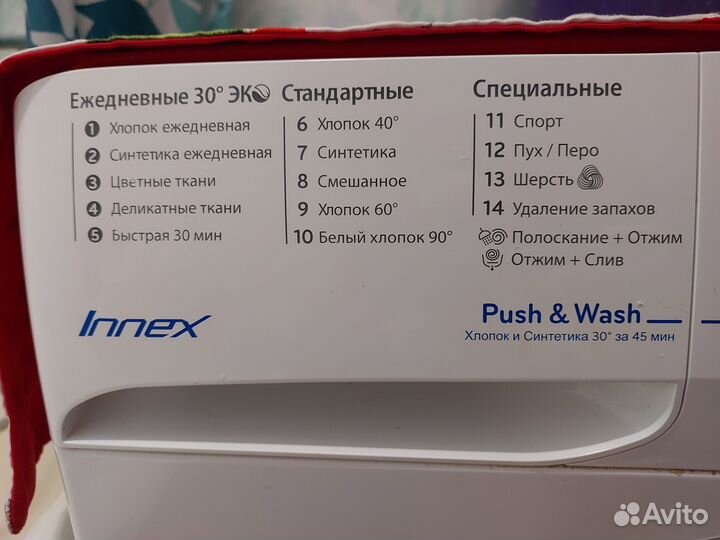 Ежедневные 30° ЭКО
1 Хлопок ежедневная
2 Синтетика ежедневная
3 Цветные ткани
4 Деликатные ткани
5 Быстрая 30 мин
Стандартные
6 Хлопок 40°
7 Синтетика
8 Смешанное
9 Хлопок 60°
10 Белый хлопок 90°
Специальные
11 Спорт
12 Пух / Перо
13 Шерсть
14 Удаление запахов
Полоскание + Отжим
Отжим + Слив
Innex
Push & Wash
Хлопок и Синтетика 30° за 45 мин
Avito